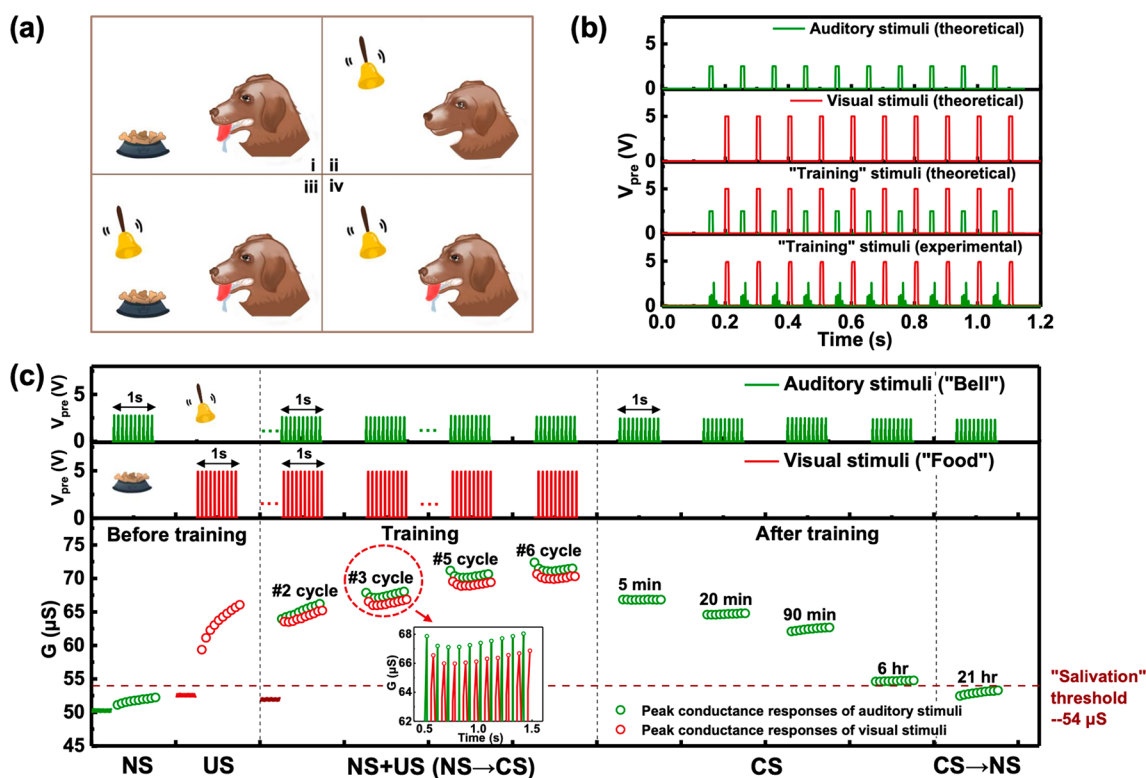 (a)
i ii
iii iv
(b)
Auditory stimuli (theoretical)
Visual stimuli (theoretical)
"Training" stimuli (theoretical)
"Training" stimuli (experimental)
5
0
5
0
5
0
5
0
V_pre (V)
0.0 0.2 0.4 0.6 0.8 1.0 1.2
Time (s)
(c)
V_pre (V)
5
0
1s 1s 1s
Auditory stimuli ("Bell")
V_pre (V)
5
0
1s 1s
Visual stimuli ("Food")
Before training Training After training
G (µS)
75
70
65
60
55
50
45
#2 cycle #3 cycle #5 cycle #6 cycle
5 min 20 min 90 min 6 hr 21 hr
G (µS)
68
66
64
62
0.5 1.0 1.5
Time (s)
Peak conductance responses of auditory stimuli
Peak conductance responses of visual stimuli
"Salivation"
threshold
--54 µS
NS US NS+US (NS→CS) CS CS→NS